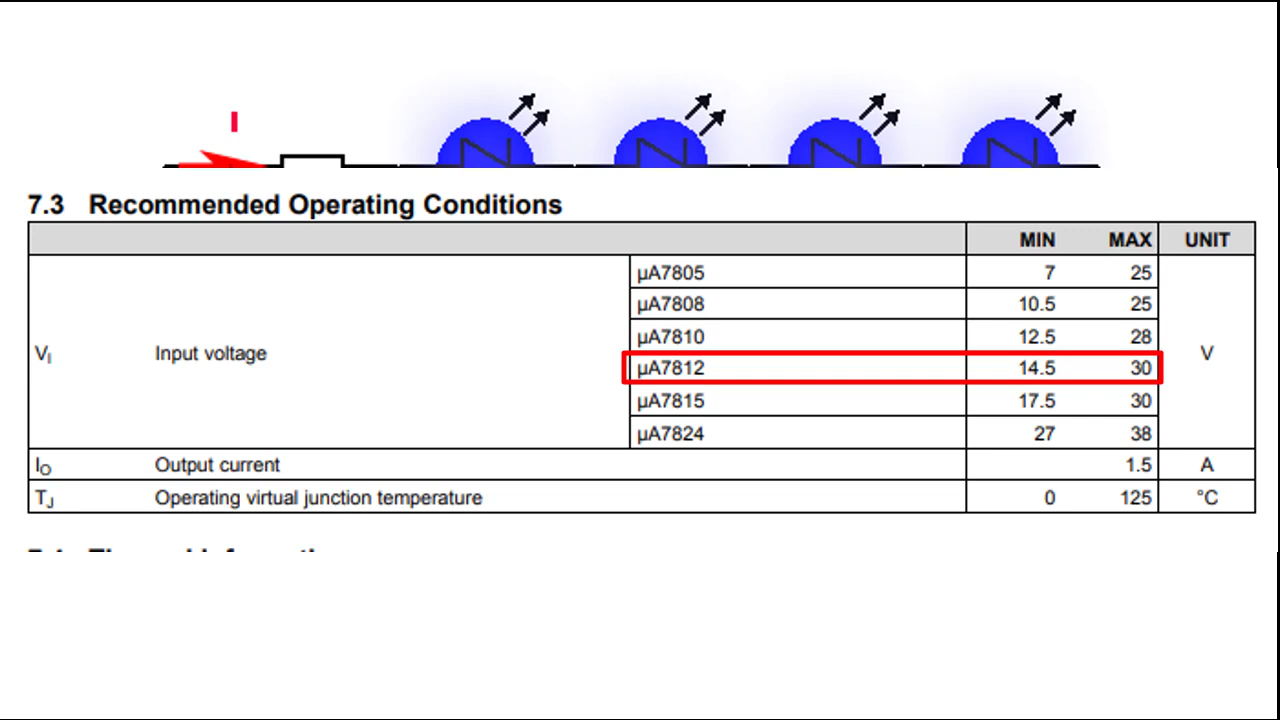 I
7.3 Recommended Operating Conditions
MIN MAX UNIT
VI Input voltage µA7805 7 25 V
µA7808 10.5 25
µA7810 12.5 28
µA7812 14.5 30
µA7815 17.5 30
µA7824 27 38
IO Output current 1.5 A
TJ Operating virtual junction temperature 0 125 °C